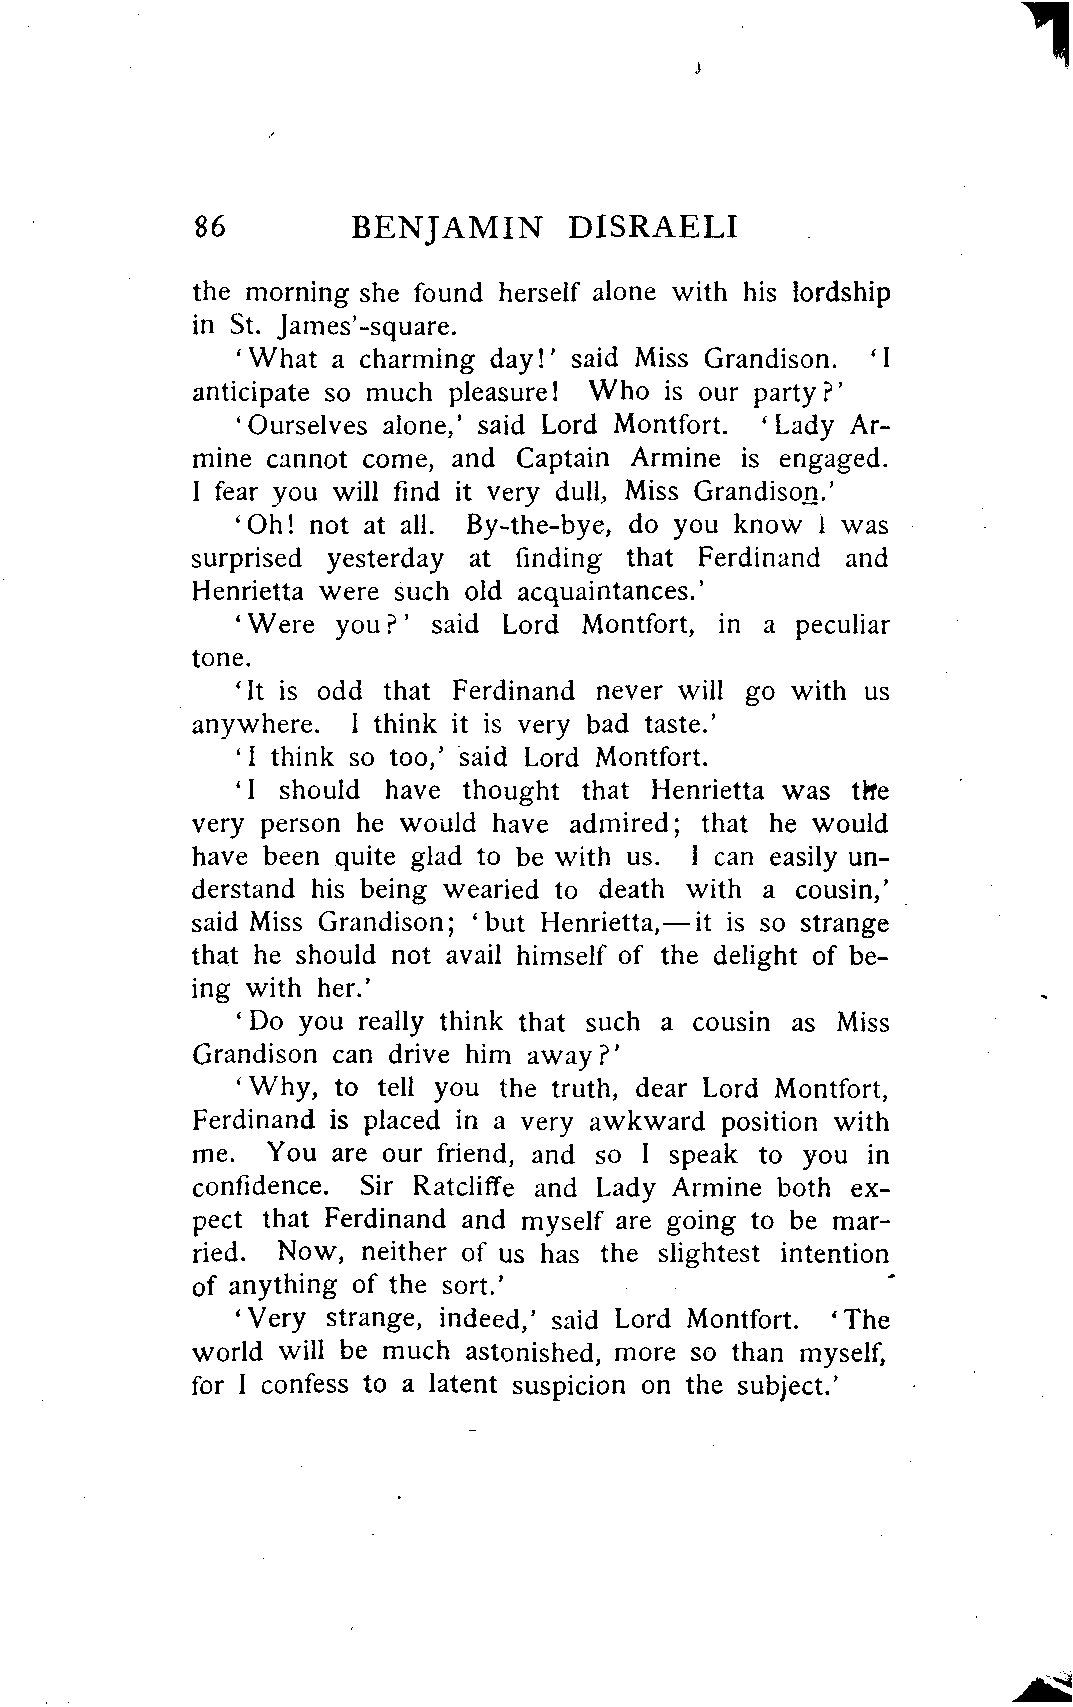 86 BENJAMIN DISRAELI
the morning she found herself alone with his lordship
in St. James'-square.
‘What a charming day!’ said Miss Grandison. ‘I
anticipate so much pleasure! Who is our party?’
‘Ourselves alone,’ said Lord Montfort. ‘Lady Ar-
mine cannot come, and Captain Armine is engaged.
I fear you will find it very dull, Miss Grandison.’
‘Oh! not at all. By-the-bye, do you know I was
surprised yesterday at finding that Ferdinand and
Henrietta were such old acquaintances.’
‘Were you?’ said Lord Montfort, in a peculiar
tone.
‘It is odd that Ferdinand never will go with us
anywhere. I think it is very bad taste.’
‘I think so too,’ said Lord Montfort.
‘I should have thought that Henrietta was the
very person he would have admired; that he would
have been quite glad to be with us. I can easily un-
derstand his being wearied to death with a cousin,’
said Miss Grandison; ‘but Henrietta,—it is so strange
that he should not avail himself of the delight of be-
ing with her.’
‘Do you really think that such a cousin as Miss
Grandison can drive him away?’
‘Why, to tell you the truth, dear Lord Montfort,
Ferdinand is placed in a very awkward position with
me. You are our friend, and so I speak to you in
confidence. Sir Ratcliffe and Lady Armine both ex-
pect that Ferdinand and myself are going to be mar-
ried. Now, neither of us has the slightest intention
of anything of the sort.’
‘Very strange, indeed,’ said Lord Montfort. ‘The
world will be much astonished, more so than myself,
for I confess to a latent suspicion on the subject.’